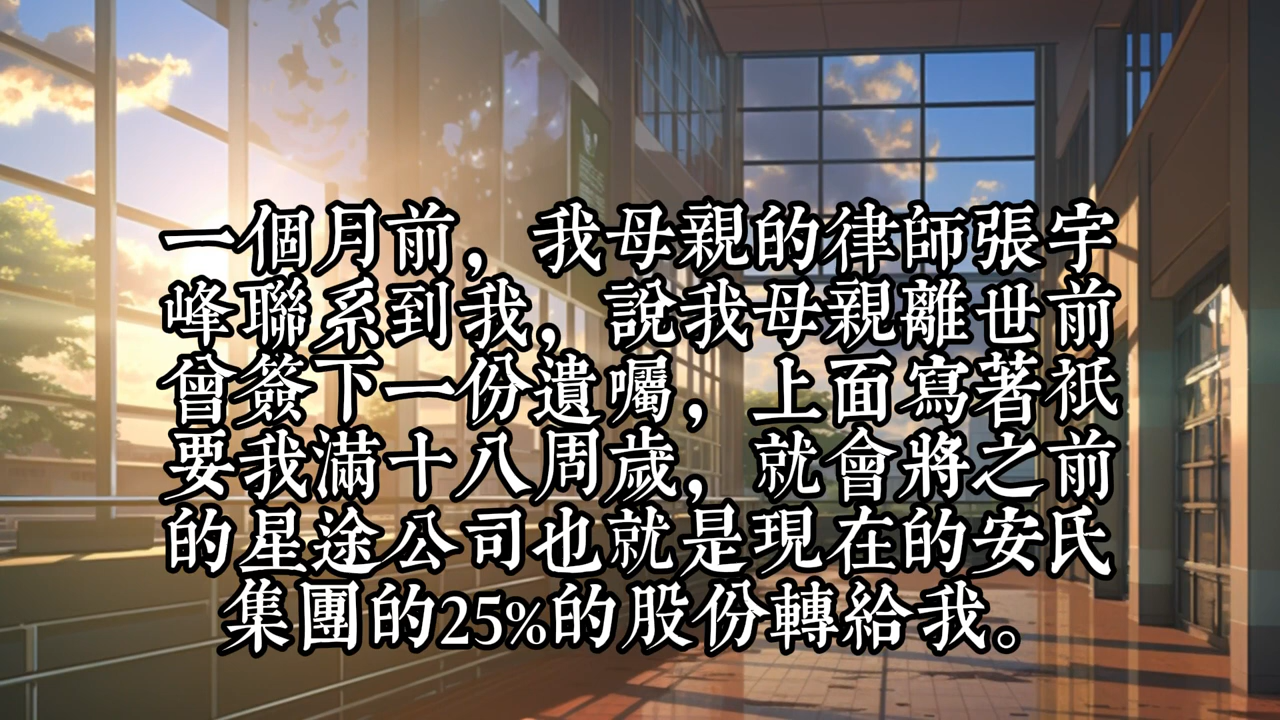 一個月前，我母親的律師張宇
峰聯系到我，說我母親離世前
曾簽下一份遺囑，上面寫著祇
要我滿十八周歲，就會將之前
的星途公司也就是現在的安氏
集團的25%的股份轉給我。